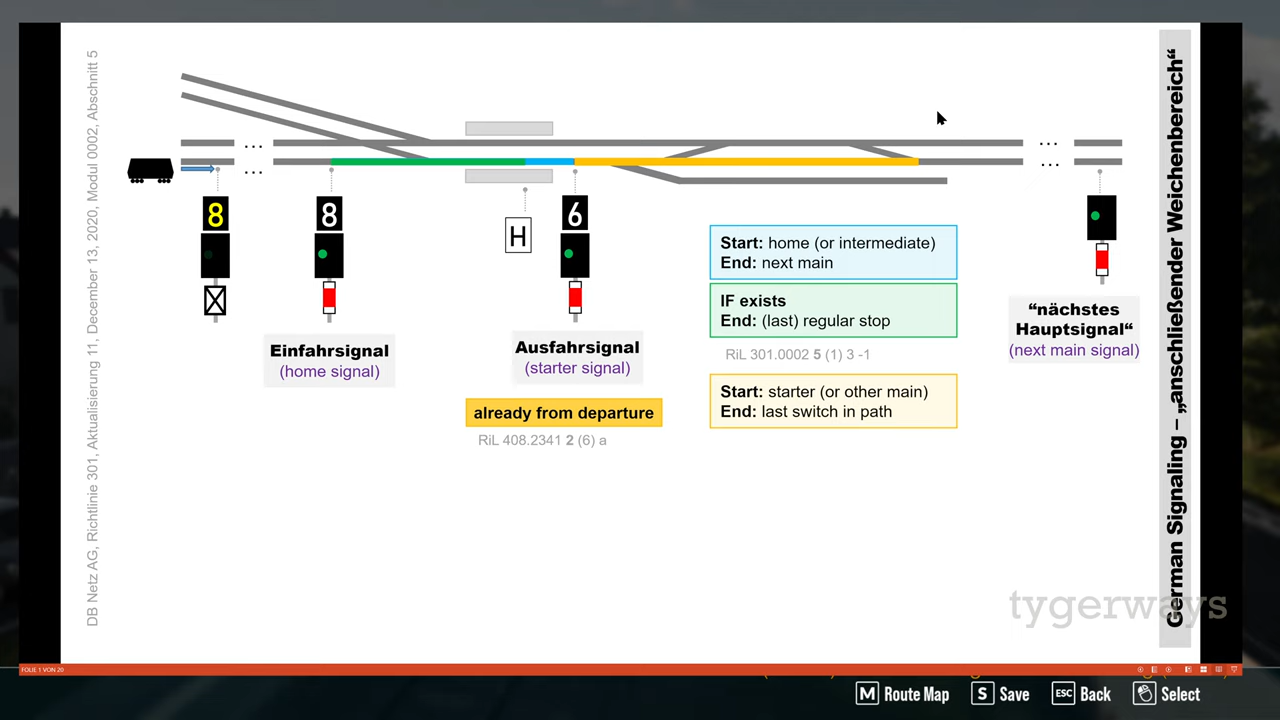 DB Netz AG, Richtlinie 301, Aktualisierung 11, December 13, 2020, Modul 0002, Abschnitt 5
German Signaling – „anschließender Weichenbereich“
...
...
...
...
8
8
H
6
Einfahrsignal
(home signal)
Ausfahrsignal
(starter signal)
already from departure
RiL 408.2341 2 (6) a
Start: home (or intermediate)
End: next main
IF exists
End: (last) regular stop
RiL 301.0002 5 (1) 3 -1
Start: starter (or other main)
End: last switch in path
“nächstes
Hauptsignal“
(next main signal)
tygerways
FOLIE 1 VON 20
M Route Map
S Save
ESC Back
Select